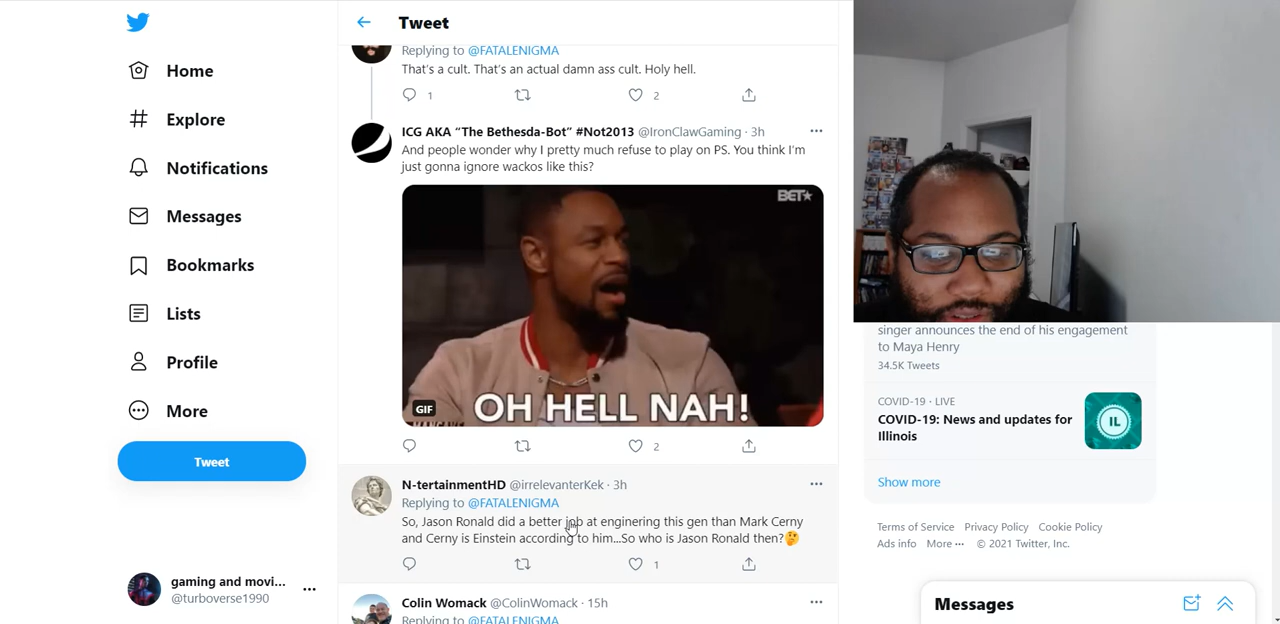 Home
Explore
Notifications
Messages
Bookmarks
Lists
Profile
More
Tweet
gaming and movi...
@turboverse1990
Tweet
Replying to @FATALENIGMA
That's a cult. That's an actual damn ass cult. Holy hell.
1
2
ICG AKA “The Bethesda-Bot” #Not2013 @IronClawGaming · 3h
And people wonder why I pretty much refuse to play on PS. You think I'm
just gonna ignore wackos like this?
BET★
OH HELL NAH!
GIF
2
N-tertainmentHD @irrelevanterKek · 3h
Replying to @FATALENIGMA
So, Jason Ronald did a better job at enginering this gen than Mark Cerny
and Cerny is Einstein according to him...So who is Jason Ronald then?🤔
1
Colin Womack @ColinWomack · 15h
Replying to @FATALENIGMA
singer announces the end of his engagement
to Maya Henry
34.5K Tweets
COVID-19 · LIVE
COVID-19: News and updates for
Illinois
IL
Show more
Terms of Service Privacy Policy Cookie Policy
Ads info More ··· © 2021 Twitter, Inc.
Messages